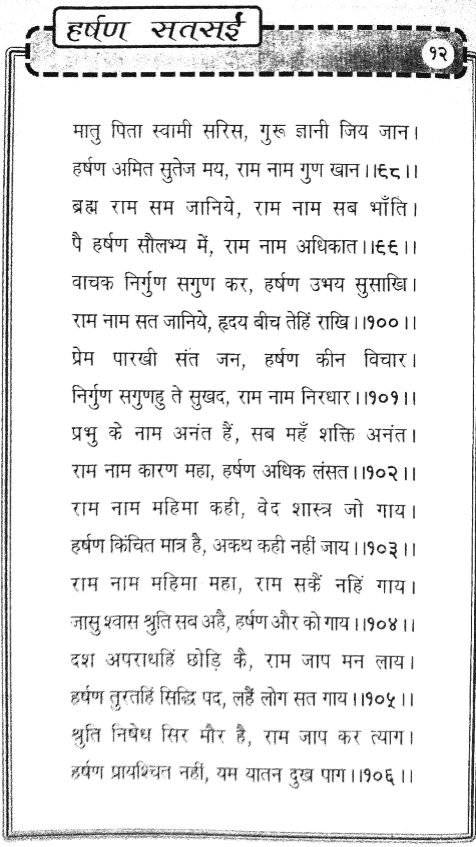 हर्षण सतसई
१२
मातु पिता स्वामी सरिस, गुरू ज्ञानी जिय जान।
हर्षण अमित सुतेज मय, राम नाम गुण खान।।९८।।
ब्रह्म राम सम जानिये, राम नाम सब भाँति।
पै हर्षण सौलभ्य में, राम नाम अधिकात।।९९।।
वाचक निर्गुण सगुण कर, हर्षण उभय सुसाखि।
राम नाम सत जानिये, हृदय बीच तेहिं राखि।।१००।।
प्रेम पारखी संत जन, हर्षण कीन विचार।
निर्गुण सगुणहु ते सुखद, राम नाम निरधार।।१०१।।
प्रभु के नाम अनंत हैं, सब महँ शक्ति अनंत।
राम नाम कारण महा, हर्षण अधिक लंसत।।१०२।।
राम नाम महिमा कही, वेद शास्त्र जो गाय।
हर्षण किंचित मात्र है, अकथ कही नहीं जाय।।१०३।।
राम नाम महिमा महा, राम सकैं नहिं गाय।
जासु श्वास श्रुति सब अहै, हर्षण और को गाय।।१०४।।
दश अपराधहिं छोड़ि कै, राम जाप मन लाय।
हर्षण तुरतहिं सिद्धि पद, लहैं लोग सत गाय।।१०५।।
श्रुति निषेध सिर मौर है, राम जाप कर त्याग।
हर्षण प्रायश्चित नहीं, यम यातन दुख पाग।।१०६।।